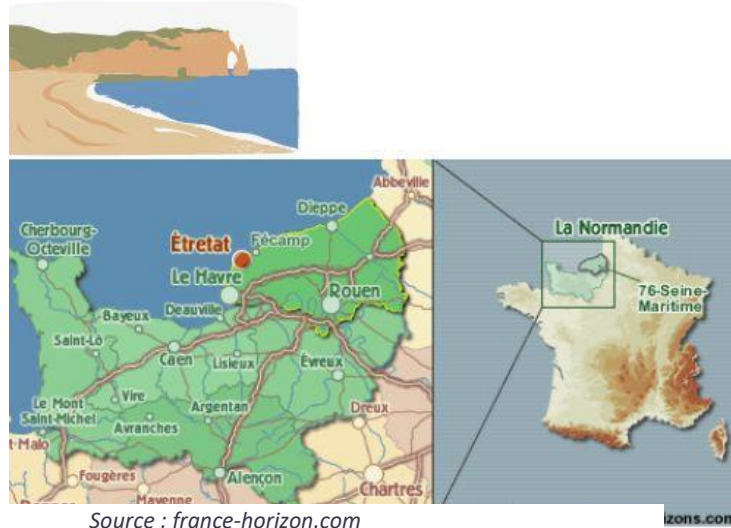 Abbeville
Dieppe
Cherbourg-
Octeville
Étretat
Fécamp
Le Havre
Rouen
Deauville
Bayeux
Saint-Lô
Caen
Lisieux
Évreux
Le Mont
Saint-Michel
Vire
Argentan
Dreux
Avranches
t Malo
Fougères
Alençon
Chartres
Mayenne
La Normandie
76-Seine-
Maritime
Source : france-horizon.com
izons.com